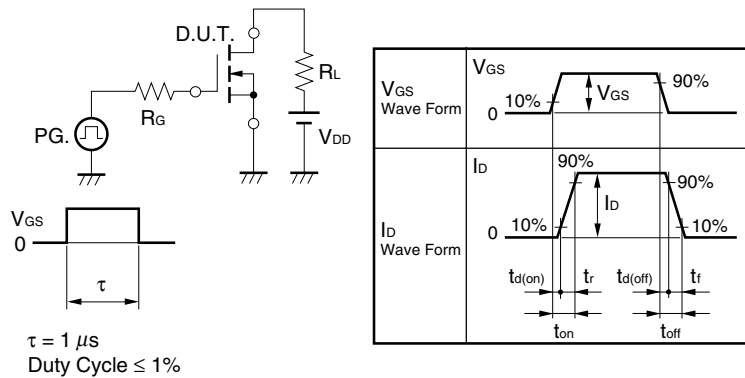 D.U.T.
RL
RG
PG.
VDD
VGS
0
τ
τ = 1 μs
Duty Cycle ≤ 1%
VGS
Wave Form
VGS
10%
0
VGS
90%
ID
Wave Form
ID
90%
10%
0
ID
90%
10%
td(on)
tr
td(off)
tf
ton
toff